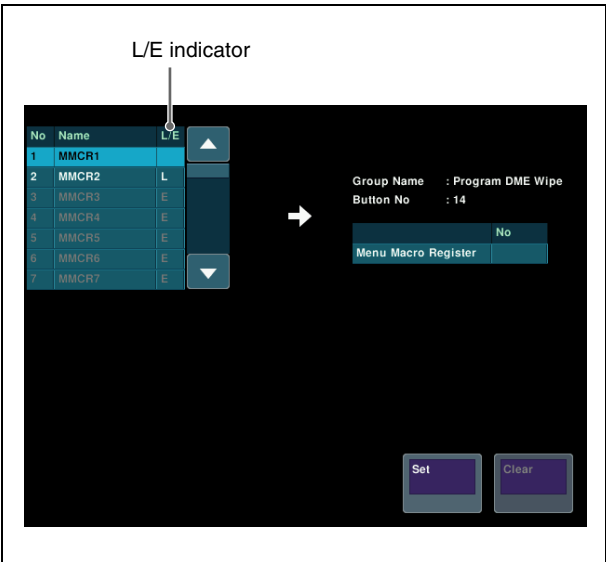 L/E indicator
No Name L/E
1 MMCR1
2 MMCR2 L
3 MMCR3 E
4 MMCR4 E
5 MMCR5 E
6 MMCR6 E
7 MMCR7 E
Group Name : Program DME Wipe
Button No : 14
No
Menu Macro Register
Set Clear